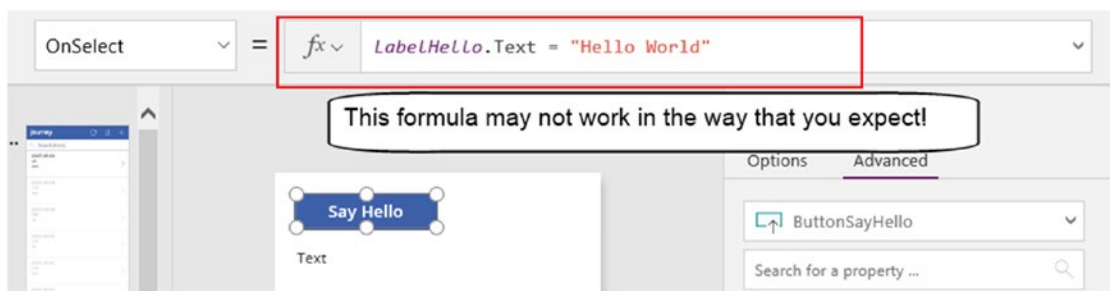 OnSelect = fx LabelHello.Text = "Hello World"
This formula may not work in the way that you expect!
Journey
Options Advanced
Say Hello
ButtonSayHello
Text
Search for a property ...